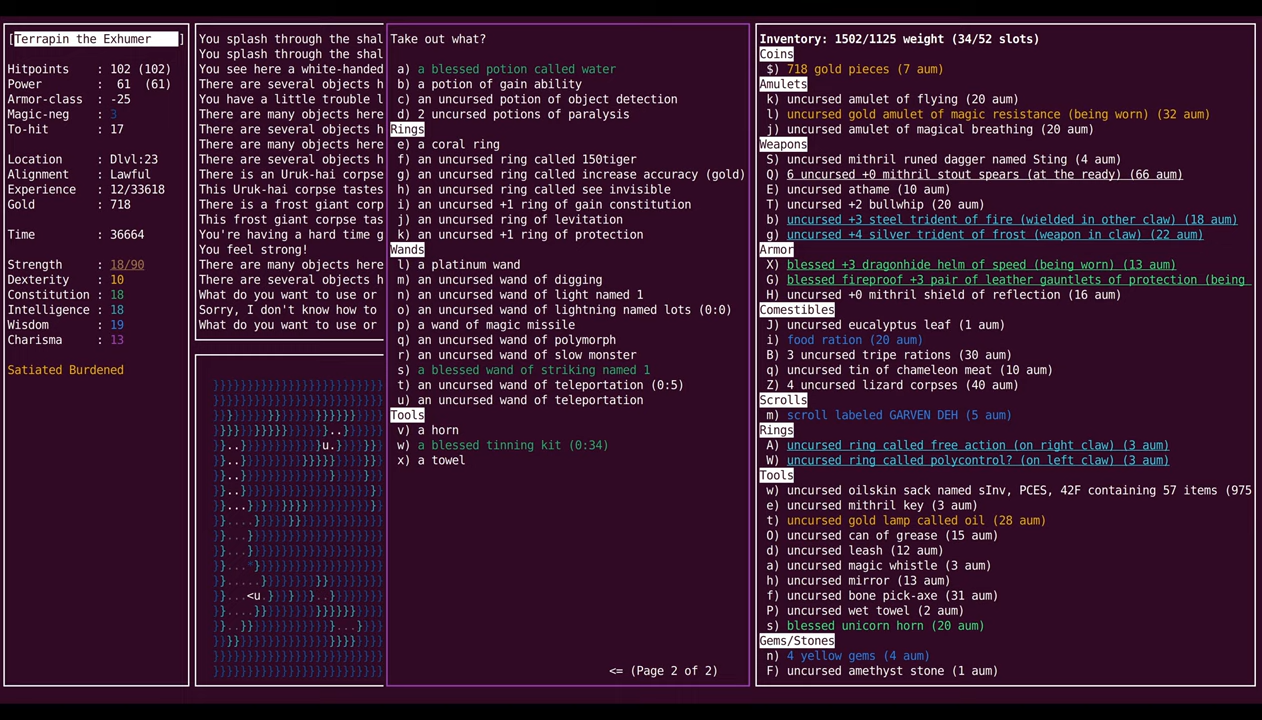 [Terrapin the Exhumer ]
Hitpoints : 102 (102)
Power : 61 (61)
Armor-class : -25
Magic-neg : 3
To-hit : 17
Location : Dlvl:23
Alignment : Lawful
Experience : 12/33618
Gold : 718
Time : 36664
Strength : 18/90
Dexterity : 10
Constitution : 18
Intelligence : 18
Wisdom : 19
Charisma : 13
Satiated Burdened
You splash through the shal
You splash through the shal
You see here a white-handed
There are several objects h
You have a little trouble l
There are many objects here
There are several objects h
There are many objects here
There are several objects h
There is an Uruk-hai corpse
This Uruk-hai corpse tastes
There is a frost giant corp
This frost giant corpse tas
You're having a hard time g
You feel strong!
There are many objects here
There are several objects h
What do you want to use or
Sorry, I don't know how to
What do you want to use or
Take out what?
a) a blessed potion called water
b) a potion of gain ability
c) an uncursed potion of object detection
d) 2 uncursed potions of paralysis
Rings
e) a coral ring
f) an uncursed ring called 150tiger
g) an uncursed ring called increase accuracy (gold)
h) an uncursed ring called see invisible
i) an uncursed +1 ring of gain constitution
j) an uncursed ring of levitation
k) an uncursed +1 ring of protection
Wands
l) a platinum wand
m) an uncursed wand of digging
n) an uncursed wand of light named 1
o) an uncursed wand of lightning named lots (0:0)
p) a wand of magic missile
q) an uncursed wand of polymorph
r) an uncursed wand of slow monster
s) a blessed wand of striking named 1
t) an uncursed wand of teleportation (0:5)
u) an uncursed wand of teleportation
Tools
v) a horn
w) a blessed tinning kit (0:34)
x) a towel
<= (Page 2 of 2)
Inventory: 1502/1125 weight (34/52 slots)
Coins
$) 718 gold pieces (7 aum)
Amulets
k) uncursed amulet of flying (20 aum)
l) uncursed gold amulet of magic resistance (being worn) (32 aum)
j) uncursed amulet of magical breathing (20 aum)
Weapons
S) uncursed mithril runed dagger named Sting (4 aum)
Q) 6 uncursed +0 mithril stout spears (at the ready) (66 aum)
E) uncursed athame (10 aum)
T) uncursed +2 bullwhip (20 aum)
b) uncursed +3 steel trident of fire (wielded in other claw) (18 aum)
g) uncursed +4 silver trident of frost (weapon in claw) (22 aum)
Armor
X) blessed +3 dragonhide helm of speed (being worn) (13 aum)
G) blessed fireproof +3 pair of leather gauntlets of protection (being
H) uncursed +0 mithril shield of reflection (16 aum)
Comestibles
J) uncursed eucalyptus leaf (1 aum)
i) food ration (20 aum)
B) 3 uncursed tripe rations (30 aum)
q) uncursed tin of chameleon meat (10 aum)
Z) 4 uncursed lizard corpses (40 aum)
Scrolls
m) scroll labeled GARVEN DEH (5 aum)
Rings
A) uncursed ring called free action (on right claw) (3 aum)
W) uncursed ring called polycontrol? (on left claw) (3 aum)
Tools
w) uncursed oilskin sack named sInv, PCES, 42F containing 57 items (975
e) uncursed mithril key (3 aum)
t) uncursed gold lamp called oil (28 aum)
O) uncursed can of grease (15 aum)
d) uncursed leash (12 aum)
a) uncursed magic whistle (3 aum)
h) uncursed mirror (13 aum)
f) uncursed bone pick-axe (31 aum)
P) uncursed wet towel (2 aum)
s) blessed unicorn horn (20 aum)
Gems/Stones
n) 4 yellow gems (4 aum)
F) uncursed amethyst stone (1 aum)